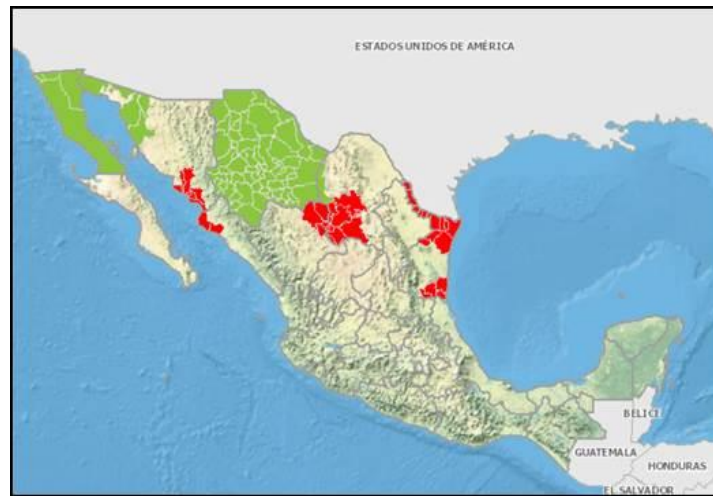 ESTADOS UNIDOS DE AMÉRICA
BELICE
GUATEMALA
HONDURAS
EL SALVADOR